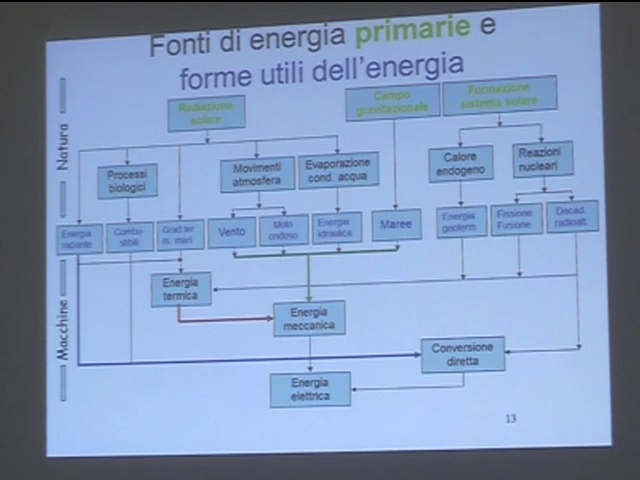 Fonti di energia primarie e
forme utili dell'energia
Radiazione
solare
Campo
gravitazionale
Formazione
sistema solare
Natura
Processi
biologici
Movimenti
atmosfera
Evaporazione
cond. acqua
Calore
endogeno
Reazioni
nucleari
Energia
radiante
Combu-
stibili
Grad.ter
m. mari
Vento
Moto
ondoso
Energia
idraulica
Maree
Energia
geoterm
Fissione
Fusione
Decad.
radioatt.
Macchine
Energia
termica
Energia
meccanica
Conversione
diretta
Energia
elettrica
13